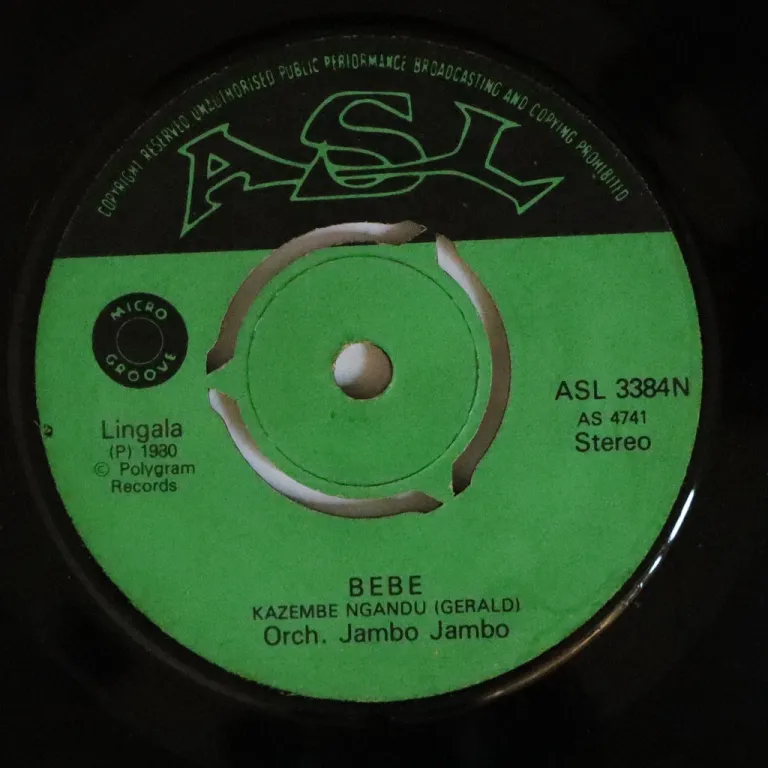 COPYRIGHT RESERVED UNAUTHORISED PUBLIC PERFORMANCE BROADCASTING AND COPYING PROHIBITED
ASL
MICRO
GROOVE
Lingala
(P) 1980
© Polygram
Records
ASL 3384N
AS 4741
Stereo
BEBE
KAZEMBE NGANDU (GERALD)
Orch. Jambo Jambo